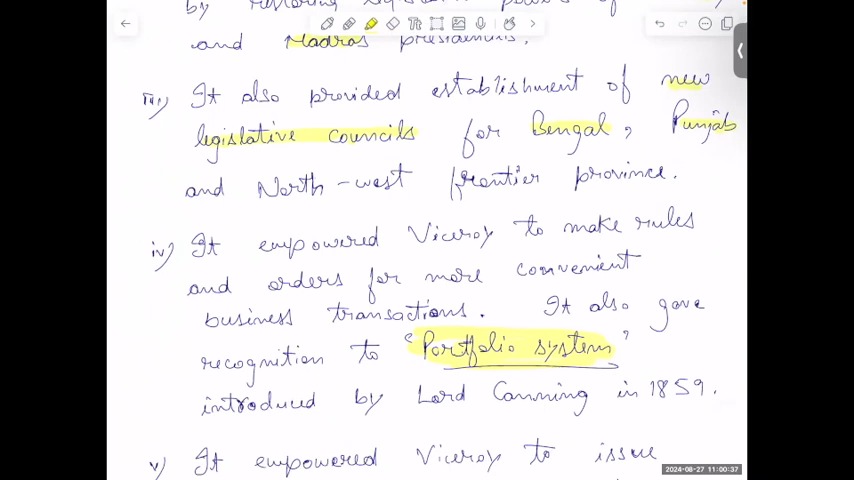 and Madras presidencies.
iii) It also provided establishment of new
legislative councils for Bengal, Punjab
and North-west frontier province.
iv) It empowered Viceroy to make rules
and orders for more convenient
business transactions. It also gave
recognition to "Portfolio system"
introduced by Lord Canning in 1859.
v) It empowered Viceroy to issue
2024-08-27 11:00:37